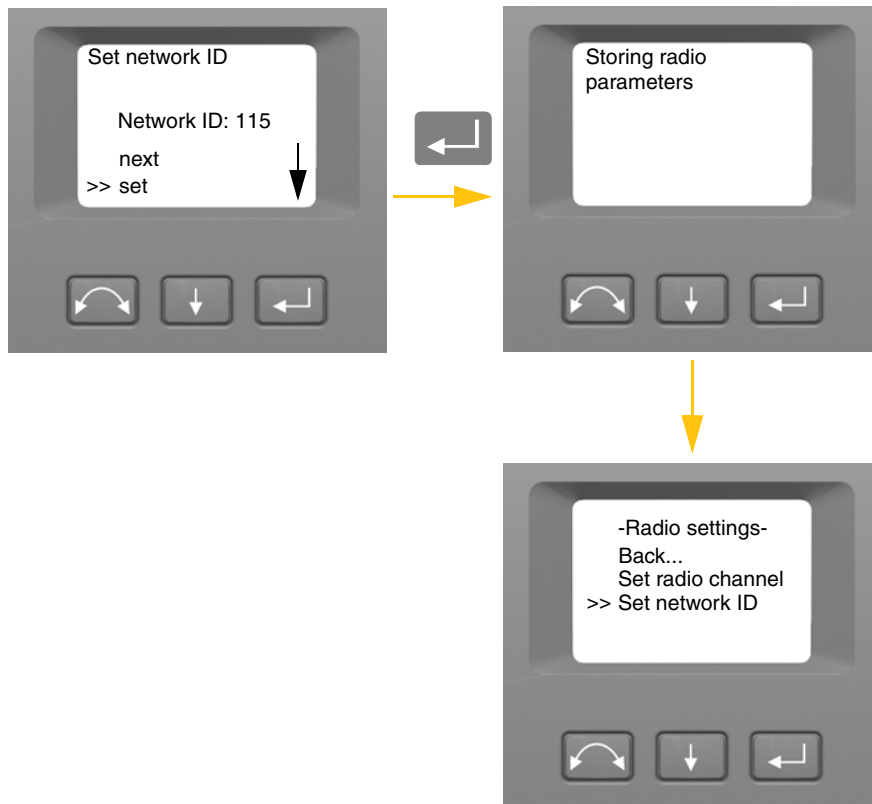 Set network ID
Network ID: 115
next
>> set
Storing radio
parameters
-Radio settings-
Back...
Set radio channel
>> Set network ID